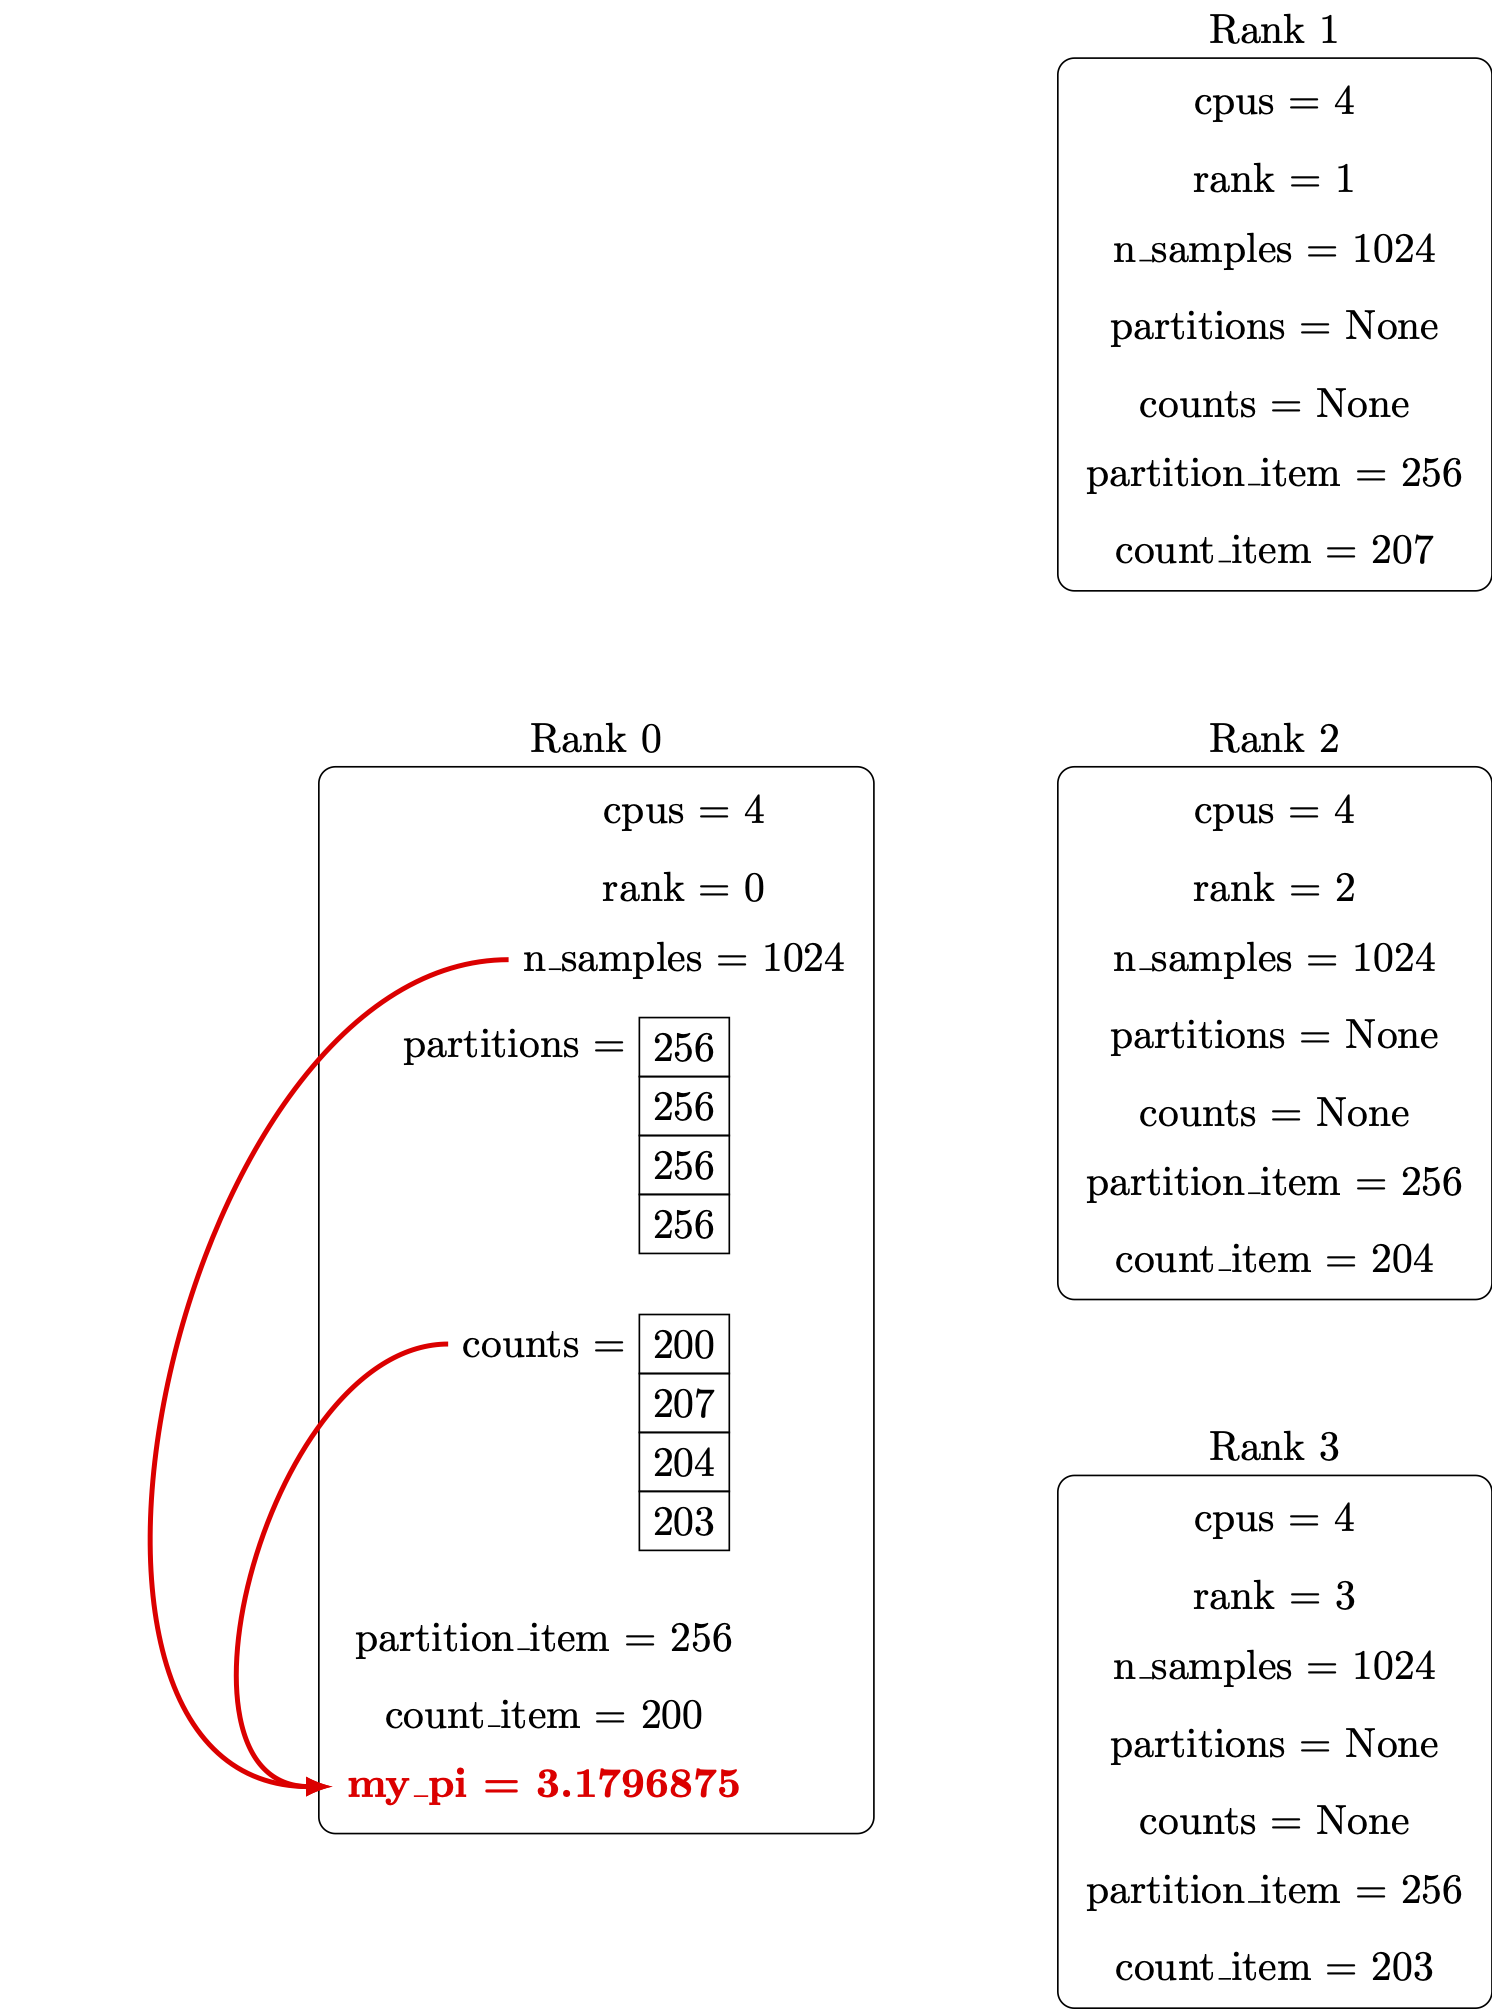 Rank 1
cpus = 4
rank = 1
n_samples = 1024
partitions = None
counts = None
partition_item = 256
count_item = 207
Rank 0
cpus = 4
rank = 0
n_samples = 1024
partitions = 256
256
256
256
counts = 200
207
204
203
partition_item = 256
count_item = 200
my_pi = 3.1796875
Rank 2
cpus = 4
rank = 2
n_samples = 1024
partitions = None
counts = None
partition_item = 256
count_item = 204
Rank 3
cpus = 4
rank = 3
n_samples = 1024
partitions = None
counts = None
partition_item = 256
count_item = 203